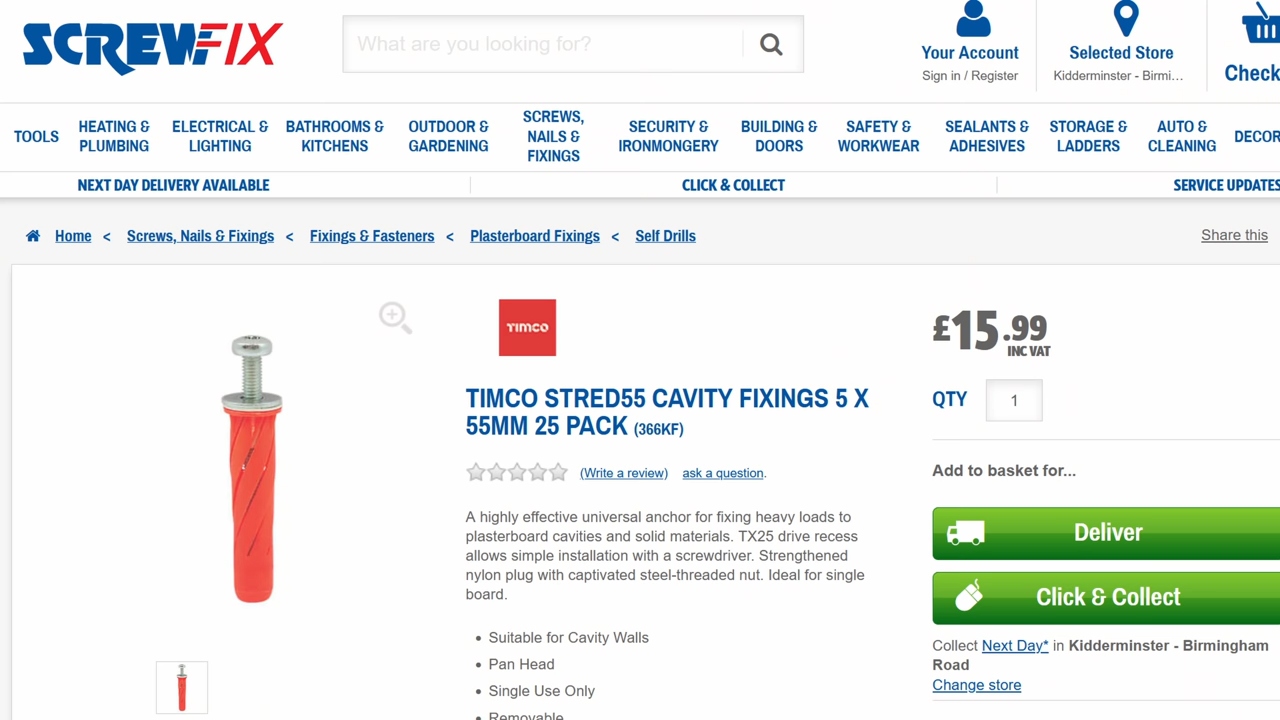 SCREWFIX
What are you looking for?
Your Account
Sign in / Register
Selected Store
Kidderminster - Birmi...
Check
TOOLS
HEATING &
PLUMBING
ELECTRICAL &
LIGHTING
BATHROOMS &
KITCHENS
OUTDOOR &
GARDENING
SCREWS,
NAILS &
FIXINGS
SECURITY &
IRONMONGERY
BUILDING &
DOORS
SAFETY &
WORKWEAR
SEALANTS &
ADHESIVES
STORAGE &
LADDERS
AUTO &
CLEANING
DECOR
NEXT DAY DELIVERY AVAILABLE
CLICK & COLLECT
SERVICE UPDATES
Home < Screws, Nails & Fixings < Fixings & Fasteners < Plasterboard Fixings < Self Drills
Share this
TIMCO
TIMCO STRED55 CAVITY FIXINGS 5 X
55MM 25 PACK (366KF)
(Write a review) ask a question.
A highly effective universal anchor for fixing heavy loads to
plasterboard cavities and solid materials. TX25 drive recess
allows simple installation with a screwdriver. Strengthened
nylon plug with captivated steel-threaded nut. Ideal for single
board.
• Suitable for Cavity Walls
• Pan Head
• Single Use Only
• Removable
£15.99
INC VAT
QTY 1
Add to basket for...
Deliver
Click & Collect
Collect Next Day* in Kidderminster - Birmingham
Road
Change store